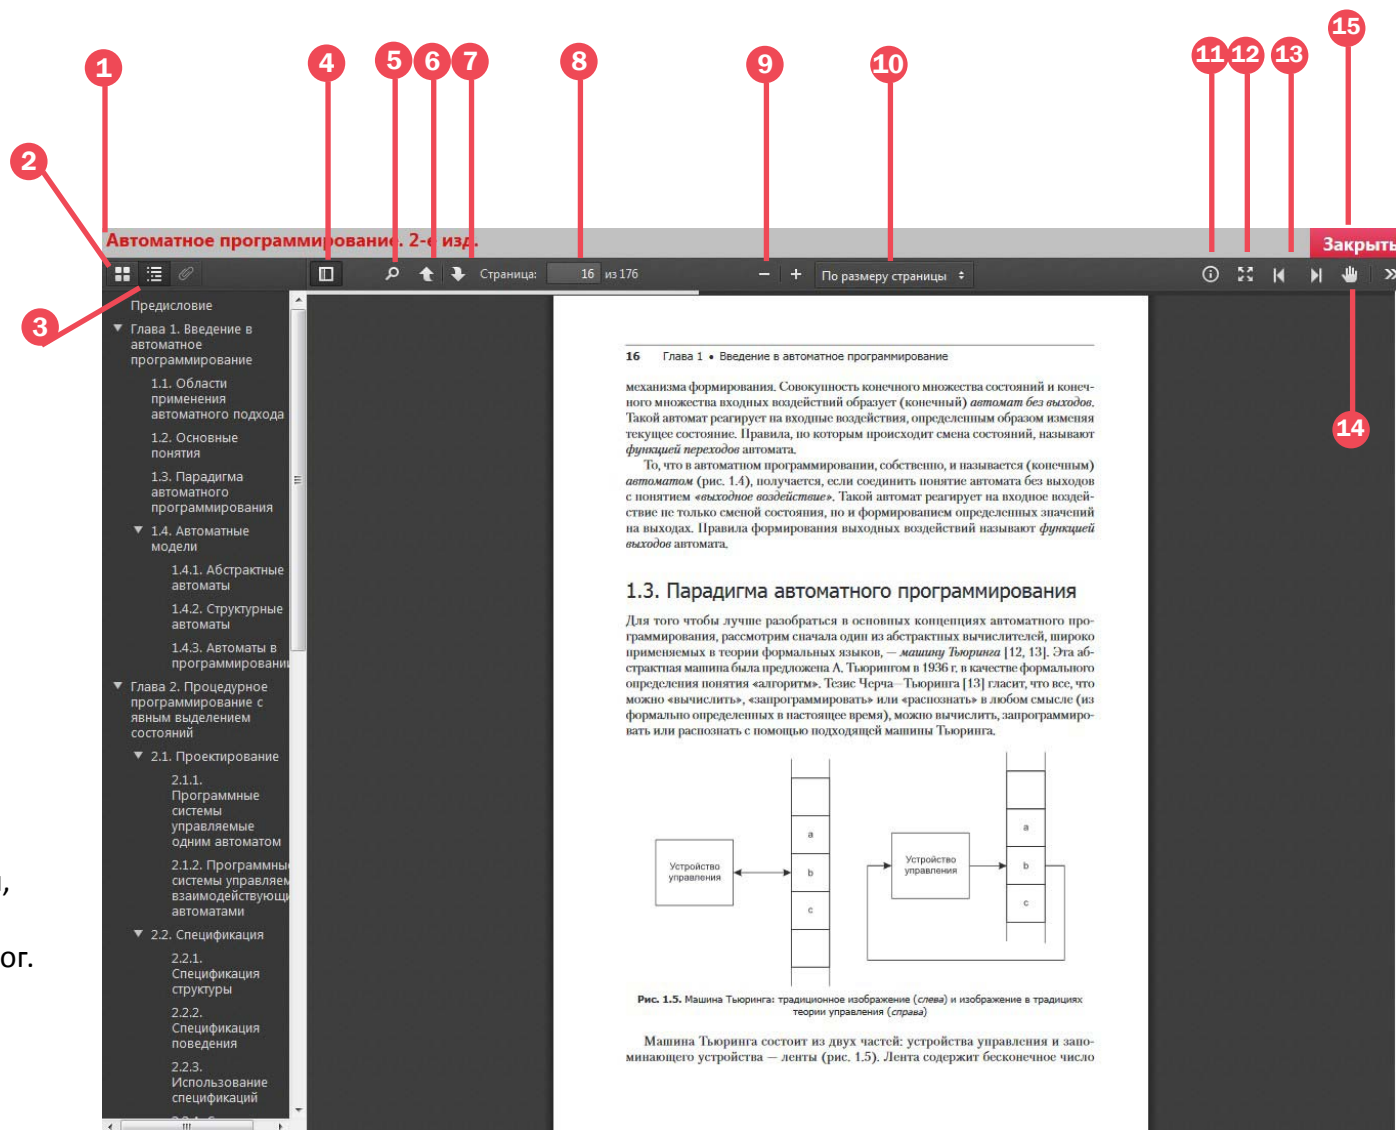 15
1
4
5
6
7
8
9
10
11
12
13
2
Автоматное программирование. 2-е изд.
Закрыть
Страница:
16
из 176
По размеру страницы
3
14
Предисловие
Глава 1. Введение в
автоматное
программирование
1.1. Области
применения
автоматного подхода
1.2. Основные
понятия
1.3. Парадигма
автоматного
программирования
1.4. Автоматные
модели
1.4.1. Абстрактные
автоматы
1.4.2. Структурные
автоматы
1.4.3. Автоматы в
программировани
Глава 2. Процедурное
программирование с
явным выделением
состояний
2.1. Проектирование
2.1.1.
Программные
системы
управляемые
одним автоматом
2.1.2. Программны
системы управляем
взаимодействующи
автоматами
2.2. Спецификация
2.2.1.
Спецификация
структуры
2.2.2.
Спецификация
поведения
2.2.3.
Использование
спецификаций
ог.
16 Глава 1 • Введение в автоматное программирование
механизма формирования. Совокупность конечного множества состояний и конеч-
ного множества входных воздействий образует (конечный) автомат без выходов.
Такой автомат реагирует на входные воздействия, определенным образом изменяя
текущее состояние. Правила, по которым происходит смена состояний, называют
функцией переходов автомата.
То, что в автоматном программировании, собственно, и называется (конечным)
автоматом (рис. 1.4), получается, если соединить понятие автомата без выходов
с понятием «выходное воздействие». Такой автомат реагирует на входное воздей-
ствие не только сменой состояния, но и формированием определенных значений
на выходах. Правила формирования выходных воздействий называют функцией
выходов автомата.
1.3. Парадигма автоматного программирования
Для того чтобы лучше разобраться в основных концепциях автоматного про-
граммирования, рассмотрим сначала один из абстрактных вычислителей, широко
применяемых в теории формальных языков, — машину Тьюринга [12, 13]. Эта аб-
страктная машина была предложена А. Тьюрингом в 1936 г. в качестве формального
определения понятия «алгоритм». Тезис Черча—Тьюринга [13] гласит, что все, что
можно «вычислить», «запрограммировать» или «распознать» в любом смысле (из
формально определенных в настоящее время), можно вычислить, запрограммиро-
вать или распознать с помощью подходящей машины Тьюринга.
Устройство
управления
a
b
c
Устройство
управления
a
b
c
Рис. 1.5. Машина Тьюринга: традиционное изображение (слева) и изображение в традициях
теории управления (справа)
Машина Тьюринга состоит из двух частей: устройства управления и запо-
минающего устройства — ленты (рис. 1.5). Лента содержит бесконечное число